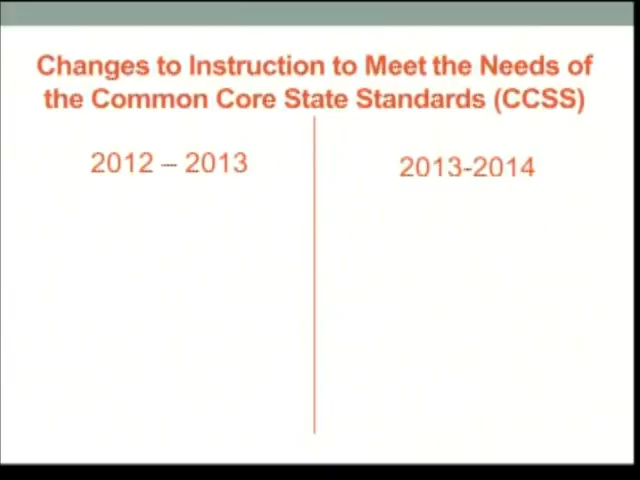 Changes to Instruction to Meet the Needs of
the Common Core State Standards (CCSS)
2012 – 2013
2013-2014